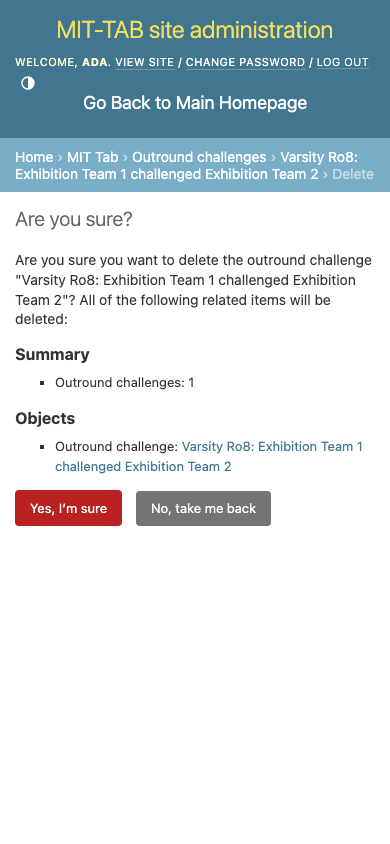 MIT-TAB site administration
WELCOME, ADA. VIEW SITE / CHANGE PASSWORD / LOG OUT
Go Back to Main Homepage
Home › MIT Tab › Outround challenges › Varsity Ro8:
Exhibition Team 1 challenged Exhibition Team 2 › Delete
Are you sure?
Are you sure you want to delete the outround challenge
"Varsity Ro8: Exhibition Team 1 challenged Exhibition
Team 2"? All of the following related items will be
deleted:
Summary
Outround challenges: 1
Objects
Outround challenge: Varsity Ro8: Exhibition Team 1
challenged Exhibition Team 2
Yes, I'm sure
No, take me back